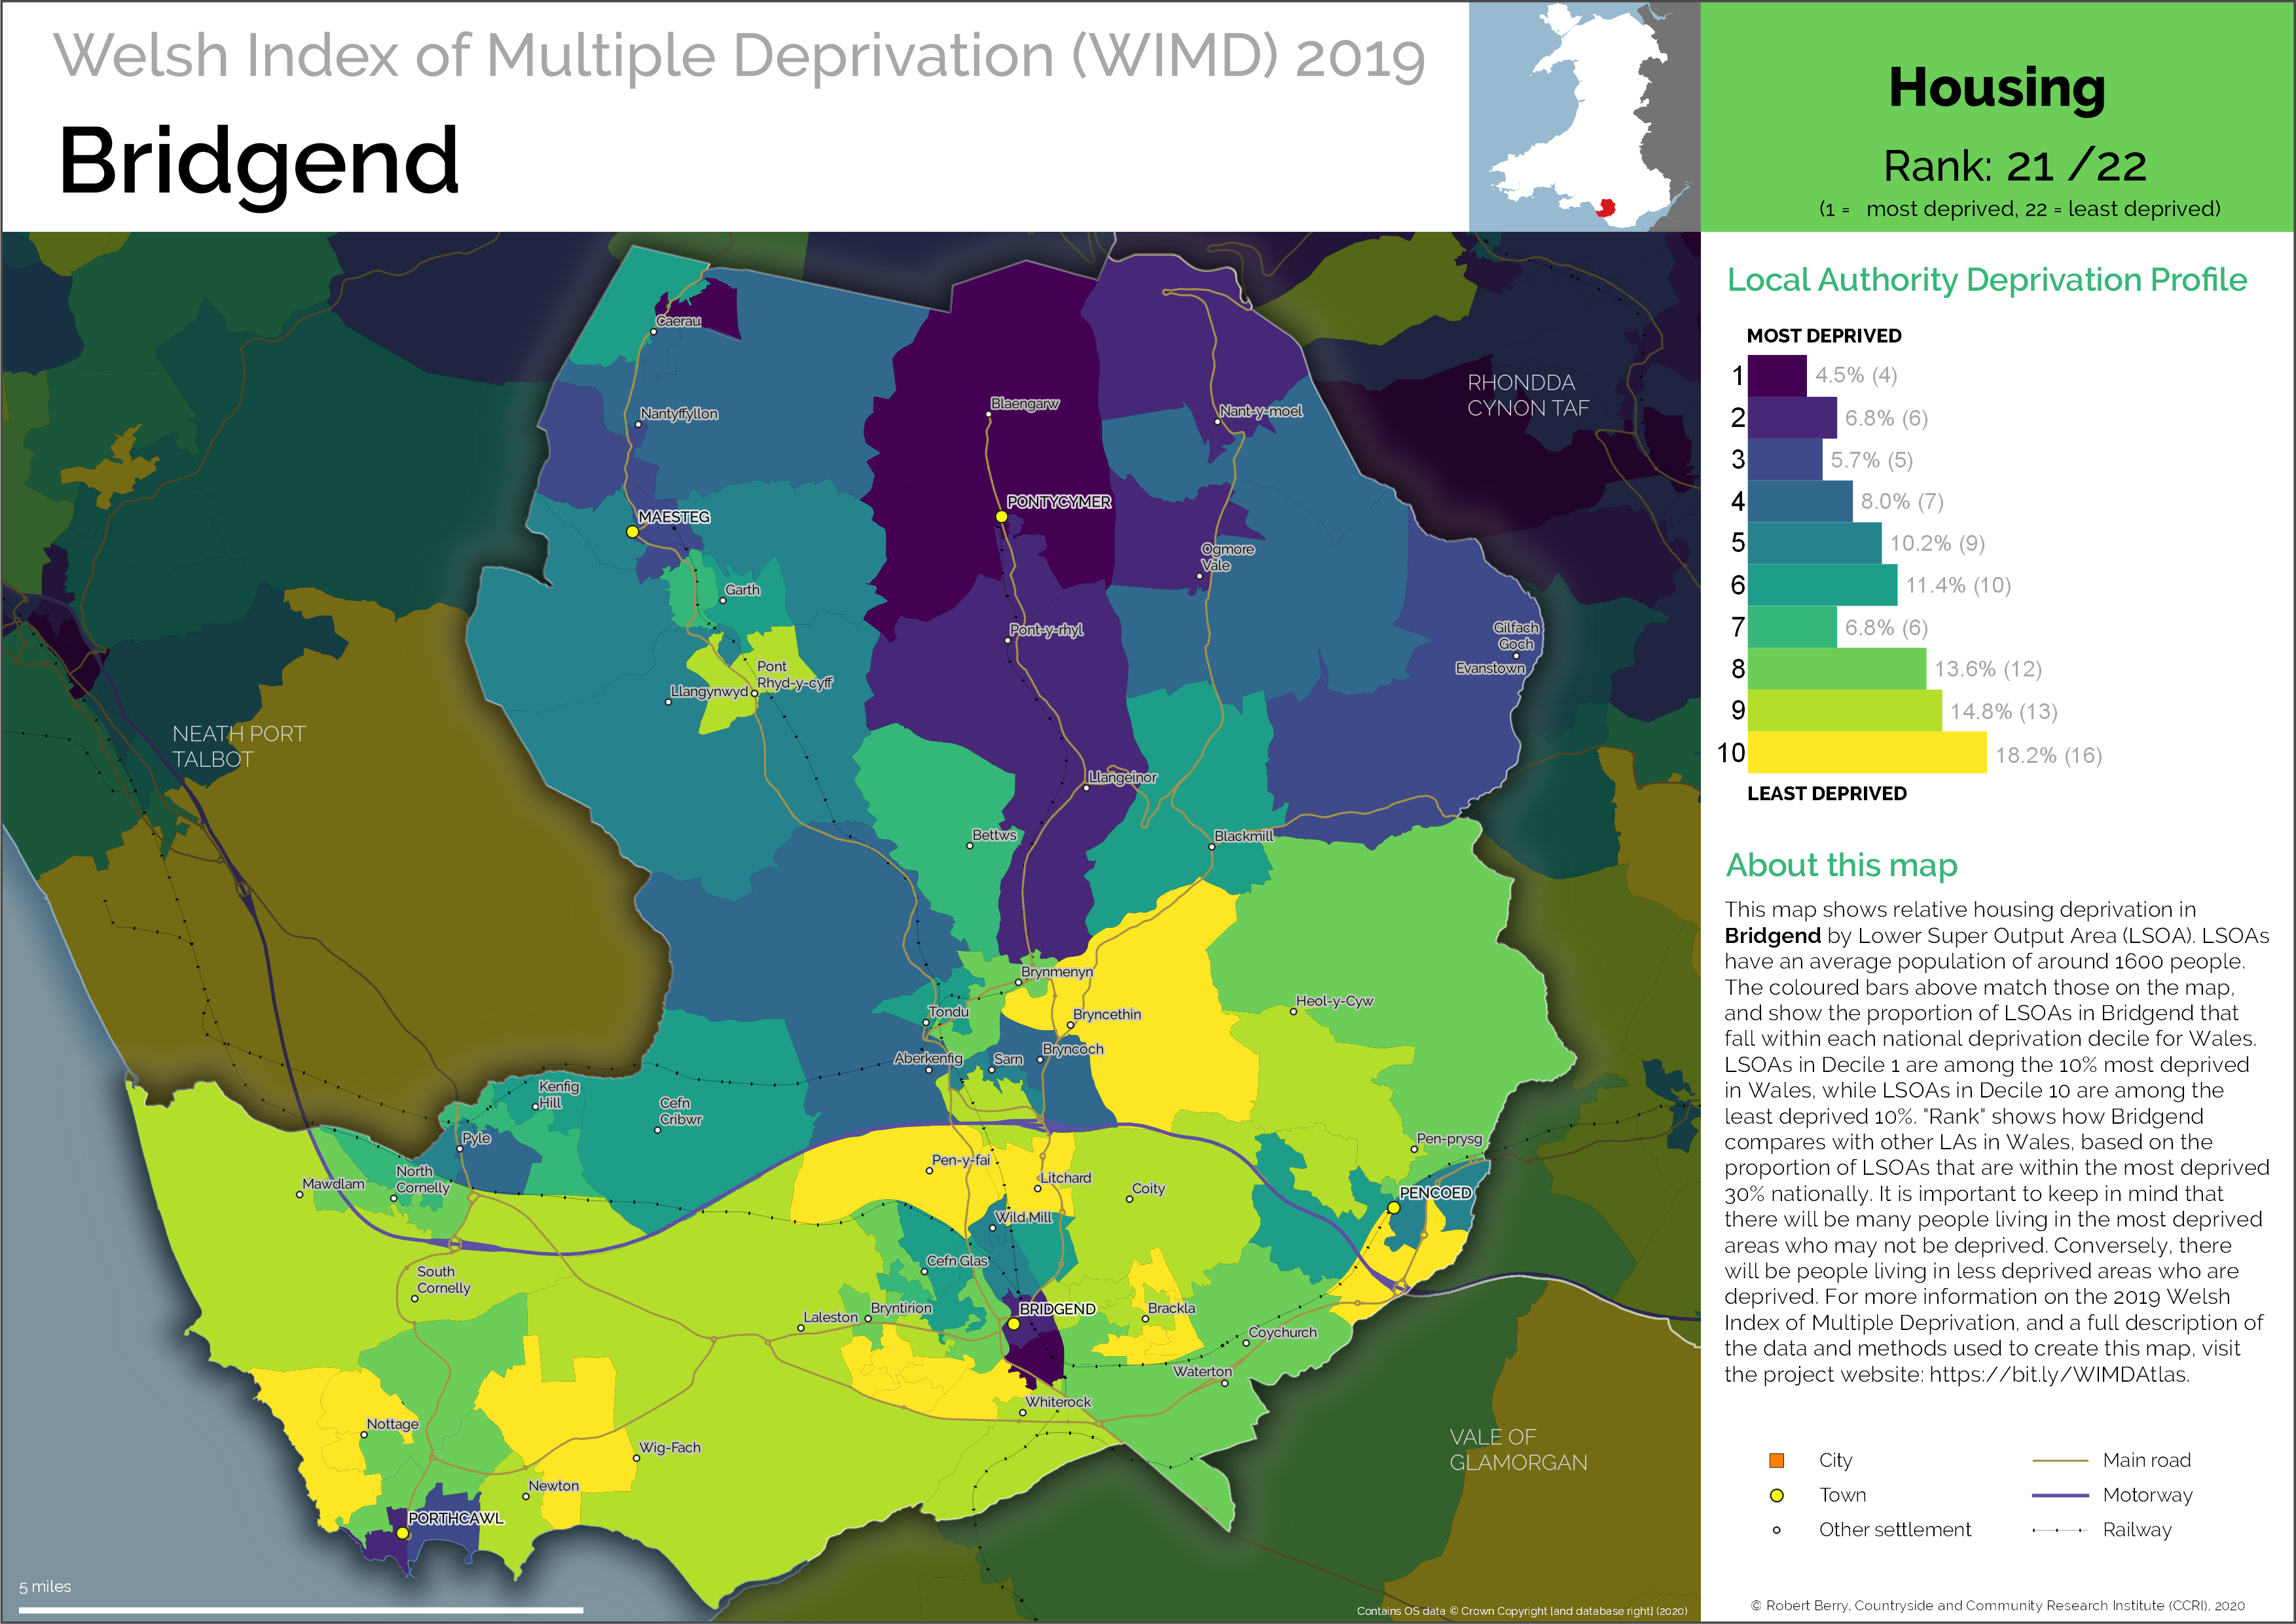 Welsh Index of Multiple Deprivation (WIMD) 2019
Bridgend
Housing
Rank: 21 /22
(1 = most deprived, 22 = least deprived)
Caerau
Nantyffyllon
MAESTEG
Garth
Pont
Rhyd-y-cyff
Llangynwyd
Blaengarw
PONTYCYMER
Pont-y-rhyl
Nant-y-moel
Ogmore
Vale
Gilfach
Goch
Evanstown
RHONDDA
CYNON TAF
NEATH PORT
TALBOT
Llangeinor
Bettws
Blackmill
Brynmenyn
Tondu
Bryncethin
Heol-y-Cyw
Aberkenfig
Sarn
Bryncoch
Kenfig
Hill
Cefn
Cribwr
Pyle
Pen-prysg
Pen-y-fai
Litchard
Coity
North
Cornelly
Mawdlam
PENCOED
Wild Mill
Cefn Glas
South
Cornelly
BRIDGEND
Brackla
Laleston
Bryntirion
Coychurch
Waterton
Whiterock
Nottage
Wig-Fach
Newton
PORTHCAWL
VALE OF
GLAMORGAN
5 miles
Contains OS data © Crown Copyright [and database right] (2020)
Local Authority Deprivation Profile
MOST DEPRIVED
1 4.5% (4)
2 6.8% (6)
3 5.7% (5)
4 8.0% (7)
5 10.2% (9)
6 11.4% (10)
7 6.8% (6)
8 13.6% (12)
9 14.8% (13)
10 18.2% (16)
LEAST DEPRIVED
About this map
This map shows relative housing deprivation in
Bridgend by Lower Super Output Area (LSOA). LSOAs
have an average population of around 1600 people.
The coloured bars above match those on the map,
and show the proportion of LSOAs in Bridgend that
fall within each national deprivation decile for Wales.
LSOAs in Decile 1 are among the 10% most deprived
in Wales, while LSOAs in Decile 10 are among the
least deprived 10%. "Rank" shows how Bridgend
compares with other LAs in Wales, based on the
proportion of LSOAs that are within the most deprived
30% nationally. It is important to keep in mind that
there will be many people living in the most deprived
areas who may not be deprived. Conversely, there
will be people living in less deprived areas who are
deprived. For more information on the 2019 Welsh
Index of Multiple Deprivation, and a full description of
the data and methods used to create this map, visit
the project website: https://bit.ly/WIMDAtlas.
City
Town
Other settlement
Main road
Motorway
Railway
© Robert Berry, Countryside and Community Research Institute (CCRI), 2020